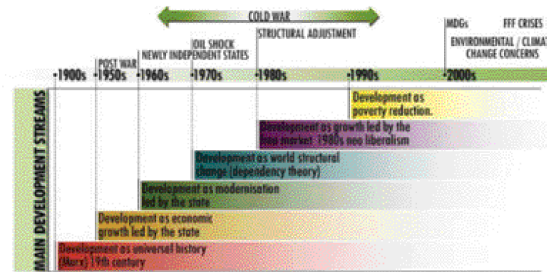 COLD WAR
MDGs FFF CRISES
OIL SHOCK
STRUCTURAL ADJUSTMENT
POST WAR
NEWLY INDEPENDENT STATES
ENVIRONMENTAL / CLIMAT
CHANGE CONCERNS
1900s 1950s 1960s 1970s 1980s 1990s 2000s
MAIN DEVELOPMENT STREAMS
Development as
poverty reduction.
Development as growth led by the
free market 1980s neo liberalism
Development as world structural
change (dependency theory)
Development as modernisation
led by the state
Development as economic
growth led by the state
Development as universal history
(Marx) 19th century